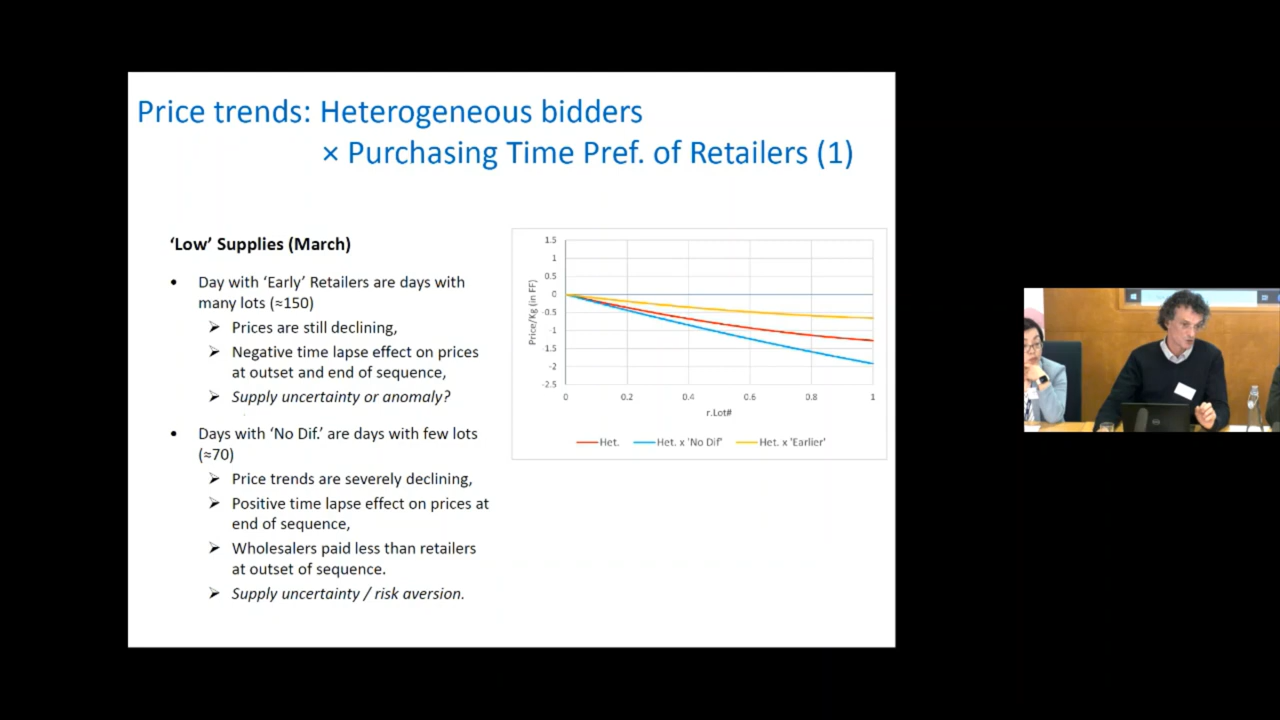 Price trends: Heterogeneous bidders
× Purchasing Time Pref. of Retailers (1)
‘Low’ Supplies (March)
• Day with ‘Early’ Retailers are days with
many lots (≈150)
➢ Prices are still declining,
➢ Negative time lapse effect on prices
at outset and end of sequence,
➢ Supply uncertainty or anomaly?
• Days with ‘No Dif.’ are days with few lots
(≈70)
➢ Price trends are severely declining,
➢ Positive time lapse effect on prices at
end of sequence,
➢ Wholesalers paid less than retailers
at outset of sequence.
➢ Supply uncertainty / risk aversion.
Price/Kg (in FF)
1.5
1
0.5
0
-0.5
-1
-1.5
-2
-2.5
0 0.2 0.4 0.6 0.8 1
r.Lot#
Het. Het. x 'No Dif' Het. x 'Earlier'